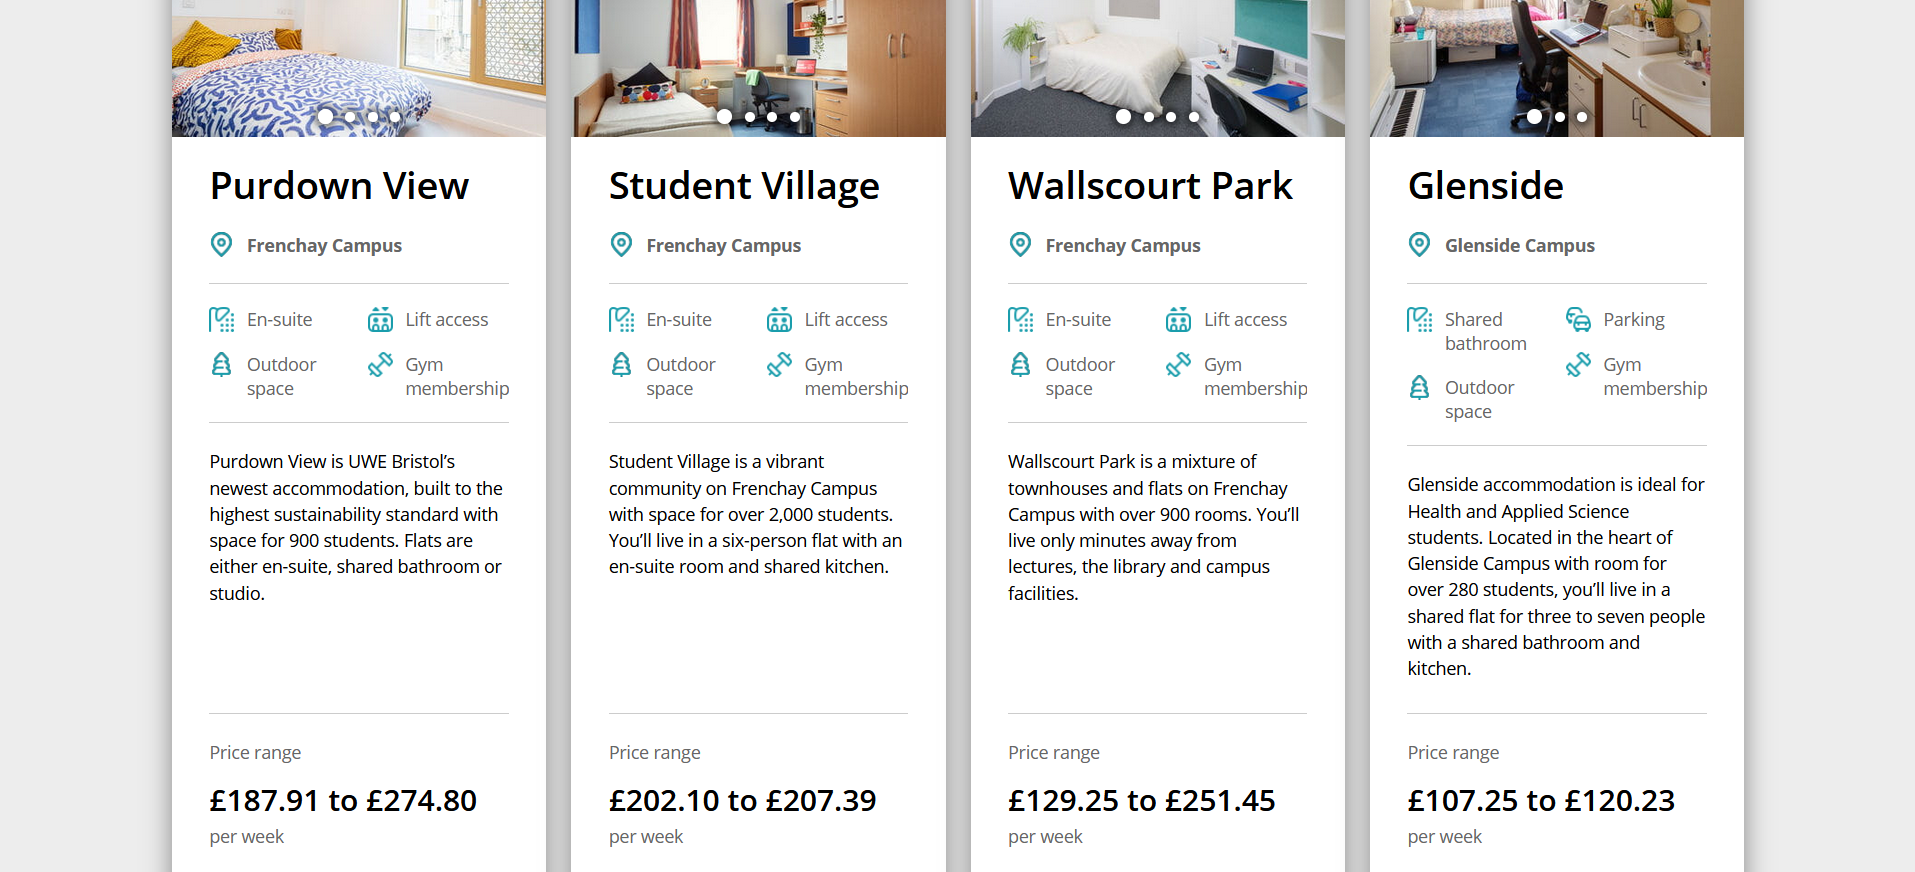 Purdown View
Frenchay Campus
En-suite
Lift access
Outdoor
space
Gym
membership
Purdown View is UWE Bristol’s
newest accommodation, built to the
highest sustainability standard with
space for 900 students. Flats are
either en-suite, shared bathroom or
studio.
Price range
£187.91 to £274.80
per week
Student Village
Frenchay Campus
En-suite
Lift access
Outdoor
space
Gym
membership
Student Village is a vibrant
community on Frenchay Campus
with space for over 2,000 students.
You’ll live in a six-person flat with an
en-suite room and shared kitchen.
Price range
£202.10 to £207.39
per week
Wallscourt Park
Frenchay Campus
En-suite
Lift access
Outdoor
space
Gym
membership
Wallscourt Park is a mixture of
townhouses and flats on Frenchay
Campus with over 900 rooms. You’ll
live only minutes away from
lectures, the library and campus
facilities.
Price range
£129.25 to £251.45
per week
Glenside
Glenside Campus
Shared
bathroom
Parking
Outdoor
space
Gym
membership
Glenside accommodation is ideal for
Health and Applied Science
students. Located in the heart of
Glenside Campus with room for
over 280 students, you’ll live in a
shared flat for three to seven people
with a shared bathroom and
kitchen.
Price range
£107.25 to £120.23
per week